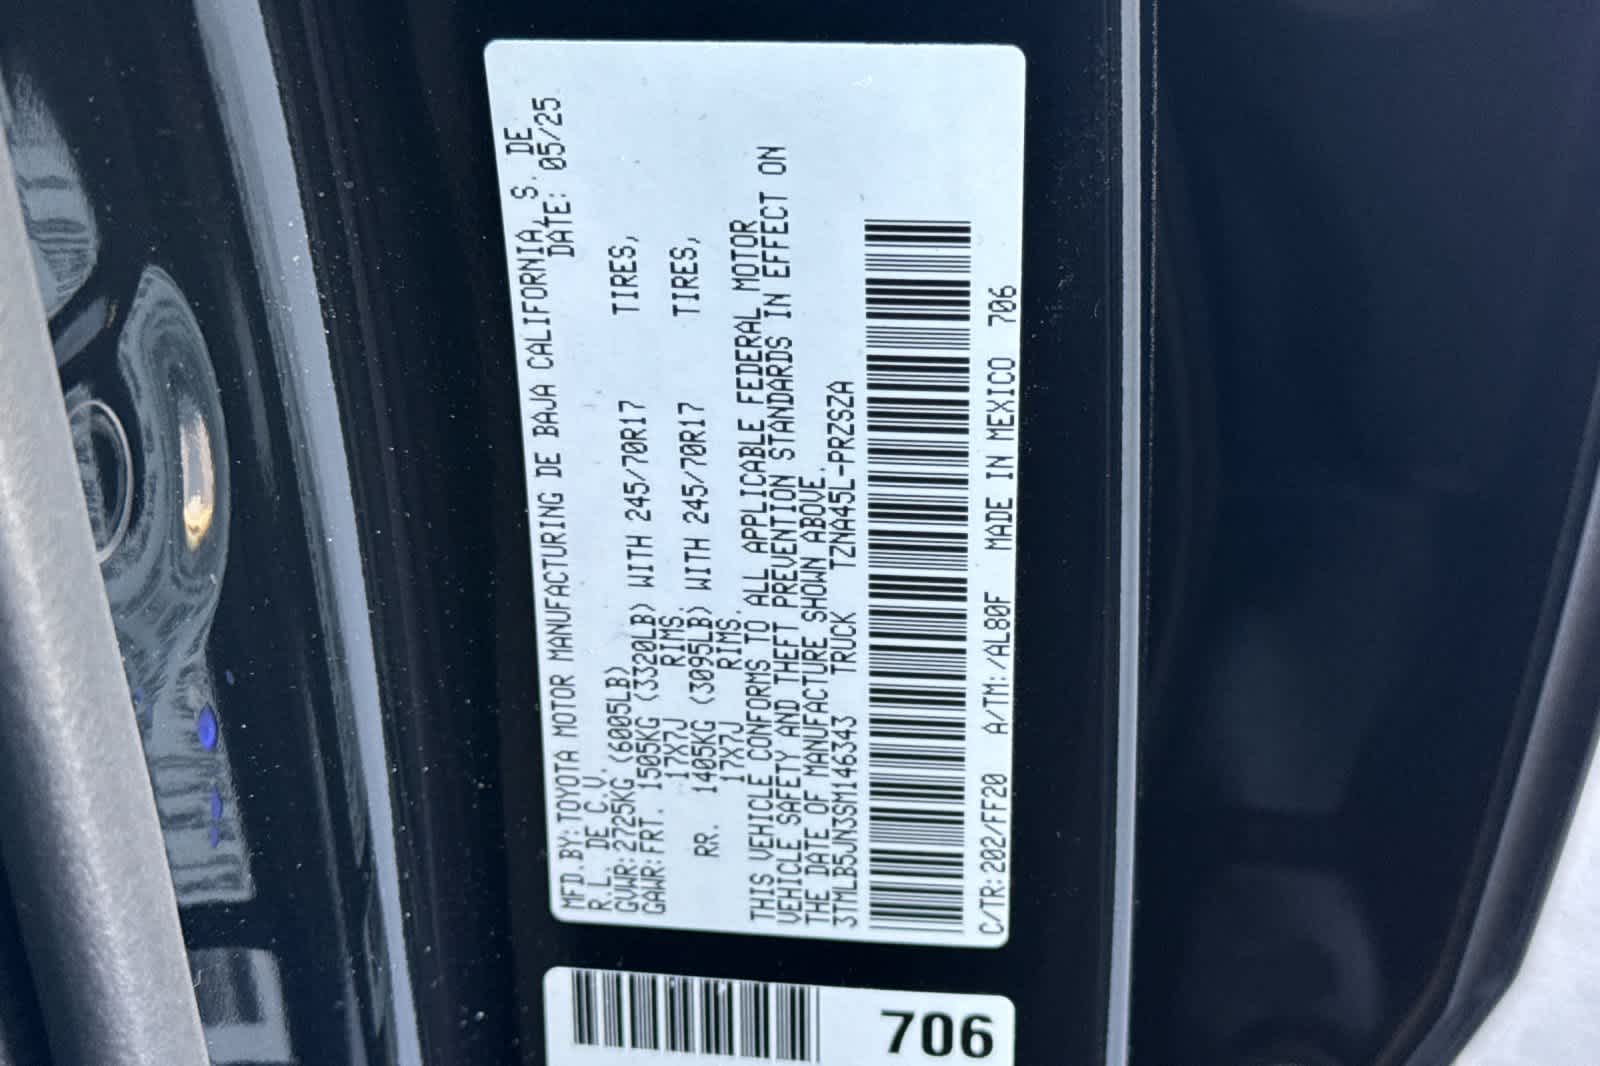 MFD.BY:TOYOTA MOTOR MANUFACTURING DE BAJA CALIFORNIA, S. DE
R.L. DE C.V. DATE: 05/25
GVWR:2725KG (6005LB)
GAWR:FRT. 1505KG (3320LB) WITH 245/70R17 TIRES,
17X7J RIMS.
RR. 1405KG (3095LB) WITH 245/70R17 TIRES,
17X7J RIMS.
THIS VEHICLE CONFORMS TO ALL APPLICABLE FEDERAL MOTOR
VEHICLE SAFETY AND THEFT PREVENTION STANDARDS IN EFFECT ON
THE DATE OF MANUFACTURE SHOWN ABOVE.
3TMLB5JN3SM146343 TRUCK TZNA45L-PRZSZA
C/TR:202/FF20 A/TM:/AL80F MADE IN MEXICO 706
706